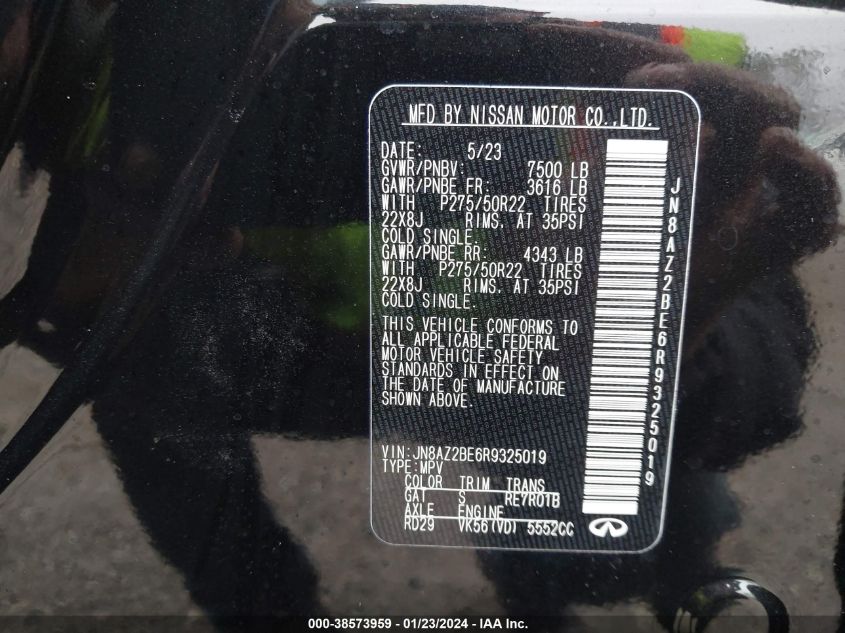 MFD BY NISSAN MOTOR CO.,LTD.
DATE: 5/23
GVWR/PNBV: 7500 LB
GAWR/PNBE FR: 3616 LB
WITH P275/50R22 TIRES
22X8J RIMS. AT 35PSI
COLD SINGLE.
GAWR/PNBE RR: 4343 LB
WITH P275/50R22 TIRES
22X8J RIMS. AT 35PSI
COLD SINGLE.
THIS VEHICLE CONFORMS TO
ALL APPLICABLE FEDERAL
MOTOR VEHICLE SAFETY
STANDARDS IN EFFECT ON
THE DATE OF MANUFACTURE
SHOWN ABOVE.
VIN:JN8AZ2BE6R9325019
TYPE:MPV
COLOR TRIM TRANS
GAT S RE7R01B
AXLE ENGINE
RD29 VK56(VD) 5552CC
JN8AZ2BE6R9325019
000-38573959 - 01/23/2024 - IAA Inc.